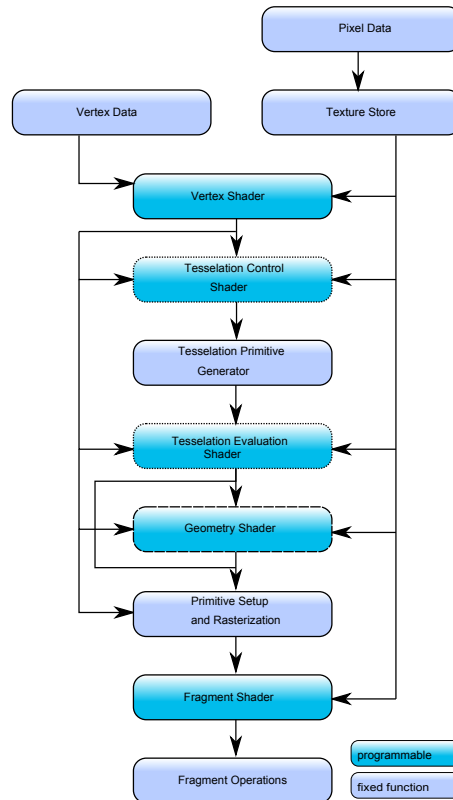 Pixel Data
Vertex Data
Texture Store
Vertex Shader
Tesselation Control
Shader
Tesselation Primitive
Generator
Tesselation Evaluation
Shader
Geometry Shader
Primitive Setup
and Rasterization
Fragment Shader
programmable
Fragment Operations
fixed function